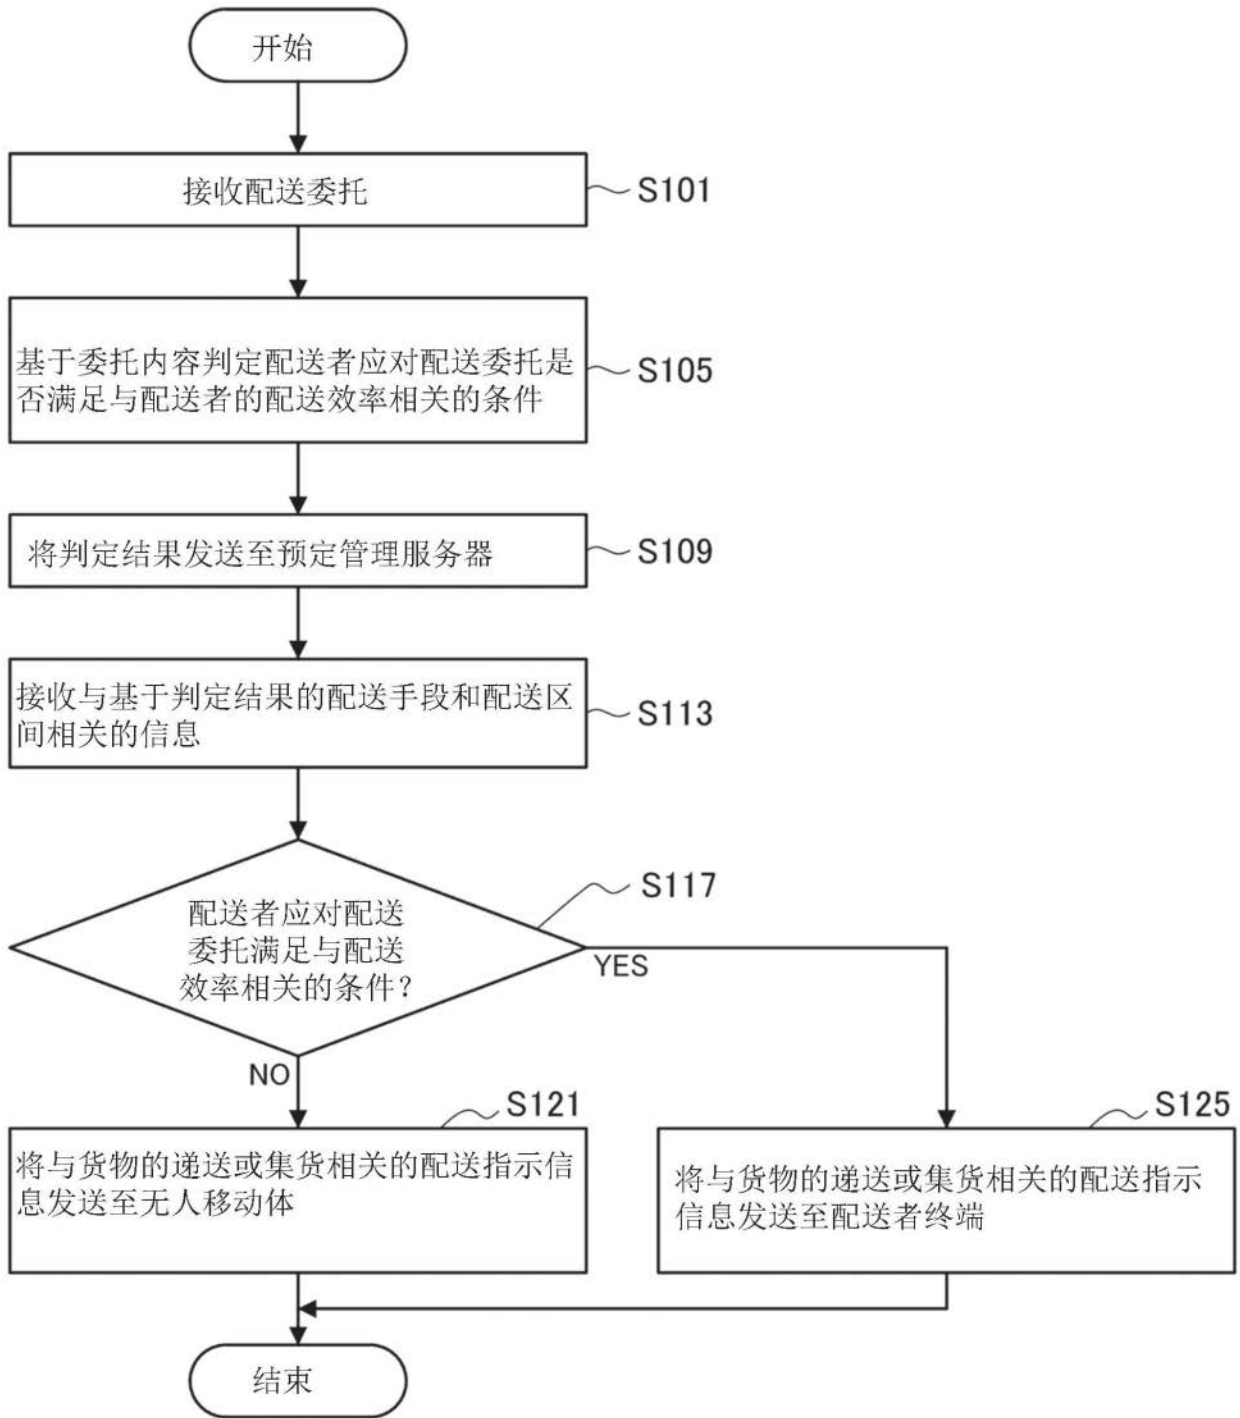 开始
接收配送委托
S101
基于委托内容判定配送者应对配送委托是
否满足与配送者的配送效率相关的条件
S105
将判定结果发送至预定管理服务器
S109
接收与基于判定结果的配送手段和配送区
间相关的信息
S113
配送者应对配送
委托满足与配送
效率相关的条件？
S117
YES
NO
S121
将与货物的递送或集货相关的配送指示信
息发送至无人移动体
S125
将与货物的递送或集货相关的配送指示
信息发送至配送者终端
结束